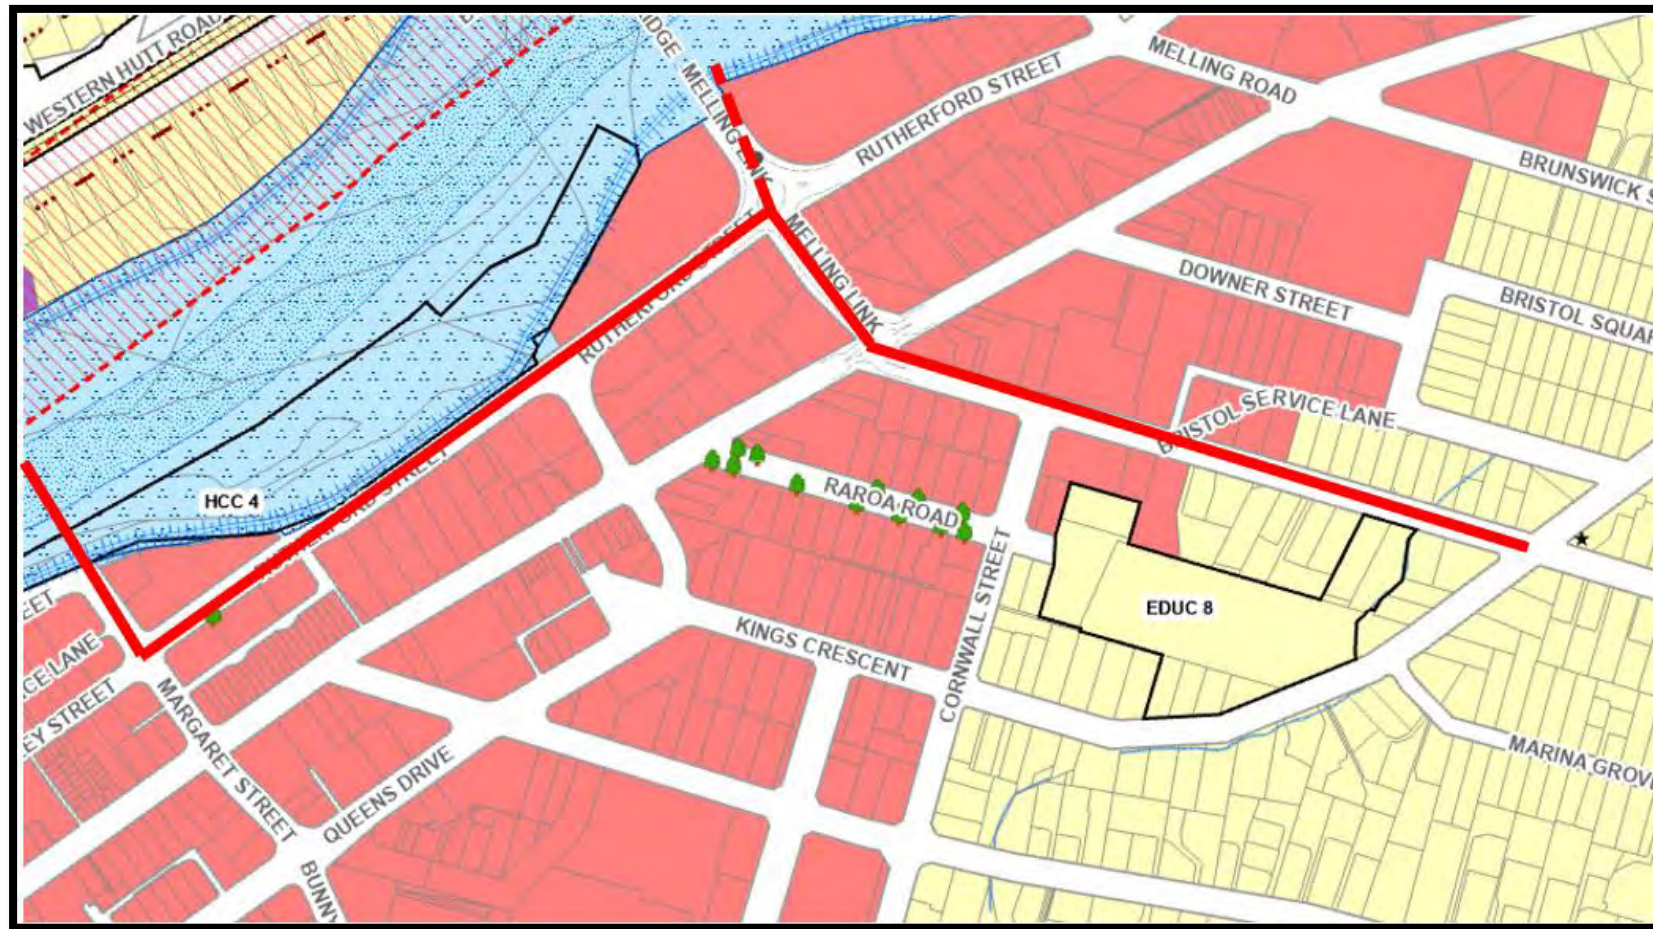 WESTERN HUTT ROAD
MELLING LINK
RUTHERFORD STREET
MELLING ROAD
BRUNSWICK S
MELLING LINK
RUTHERFORD STREET
DOWNER STREET
BRISTOL SQUAR
BRISTOL SERVICE LANE
RAROA ROAD
HCC 4
RUTHERFORD STREET
EDUC 8
CORNWALL STREET
KINGS CRESCENT
MARGARET STREET
QUEENS DRIVE
MARINA GROVE
BUNNY